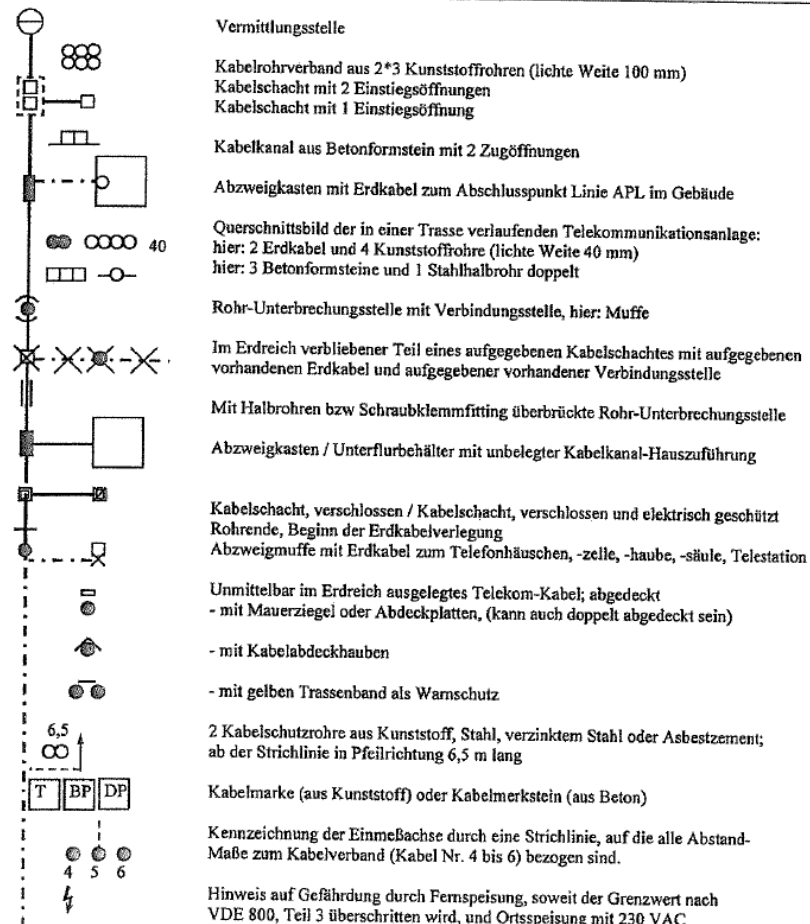 Vermittlungsstelle
Kabelrohrverband aus 2*3 Kunststoffrohren (lichte Weite 100 mm)
Kabelschacht mit 2 Einstiegsöffnungen
Kabelschacht mit 1 Einstiegsöffnung
Kabelkanal aus Betonformstein mit 2 Zugöffnungen
Abzweigkasten mit Erdkabel zum Abschlusspunkt Linie APL im Gebäude
Querschnittsbild der in einer Trasse verlaufenden Telekommunikationsanlage:
40 hier: 2 Erdkabel und 4 Kunststoffrohre (lichte Weite 40 mm)
hier: 3 Betonformsteine und 1 Stahlhalbrohr doppelt
Rohr-Unterbrechungsstelle mit Verbindungsstelle, hier: Muffe
Im Erdreich verbliebener Teil eines aufgegebenen Kabelschachtes mit aufgegebenen
vorhandenen Erdkabel und aufgegebener vorhandener Verbindungsstelle
Mit Halbrohren bzw Schraubklemmfitting überbrückte Rohr-Unterbrechungsstelle
Abzweigkasten / Unterflurbehälter mit unbelegter Kabelkanal-Hauszuführung
Kabelschacht, verschlossen / Kabelschacht, verschlossen und elektrisch geschützt
Rohrende, Beginn der Erdkabelverlegung
Abzweigmuffe mit Erdkabel zum Telefonhäuschen, -zelle, -haube, -säule, Telestation
Unmittelbar im Erdreich ausgelegtes Telekom-Kabel; abgedeckt
- mit Mauerziegel oder Abdeckplatten, (kann auch doppelt abgedeckt sein)
- mit Kabelabdeckhauben
- mit gelben Trassenband als Warnschutz
6,5 2 Kabelschutzrohre aus Kunststoff, Stahl, verzinktem Stahl oder Asbestzement;
ab der Strichlinie in Pfeilrichtung 6,5 m lang
T BP DP Kabelmarke (aus Kunststoff) oder Kabelmerkstein (aus Beton)
Kennzeichnung der Einmeßachse durch eine Strichlinie, auf die alle Abstand-
Maße zum Kabelverband (Kabel Nr. 4 bis 6) bezogen sind.
4 5 6
Hinweis auf Gefährdung durch Fernspeisung, soweit der Grenzwert nach
VDE 800, Teil 3 überschritten wird, und Ortsspeisung mit 230 VAC